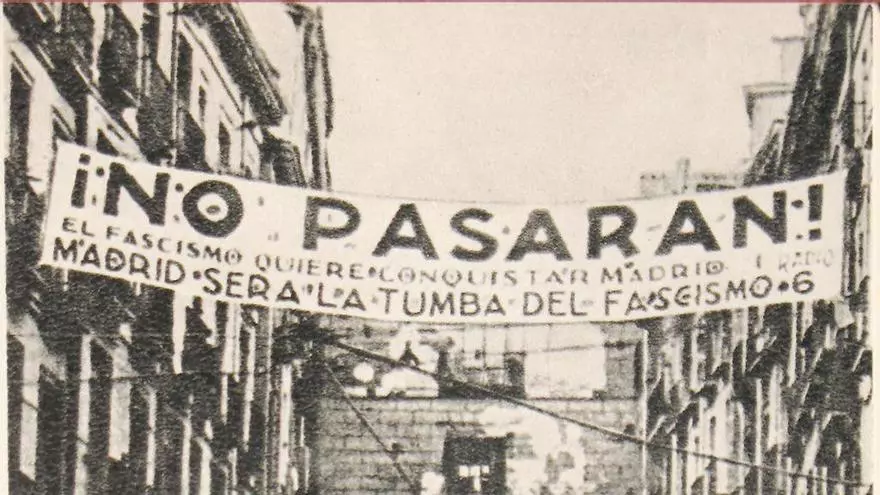 ¡NO PASARAN!
EL FASCISMO QUIERE CONQUISTAR MADRID
MADRID SERA LA TUMBA DEL FASCISMO
RADIO
6